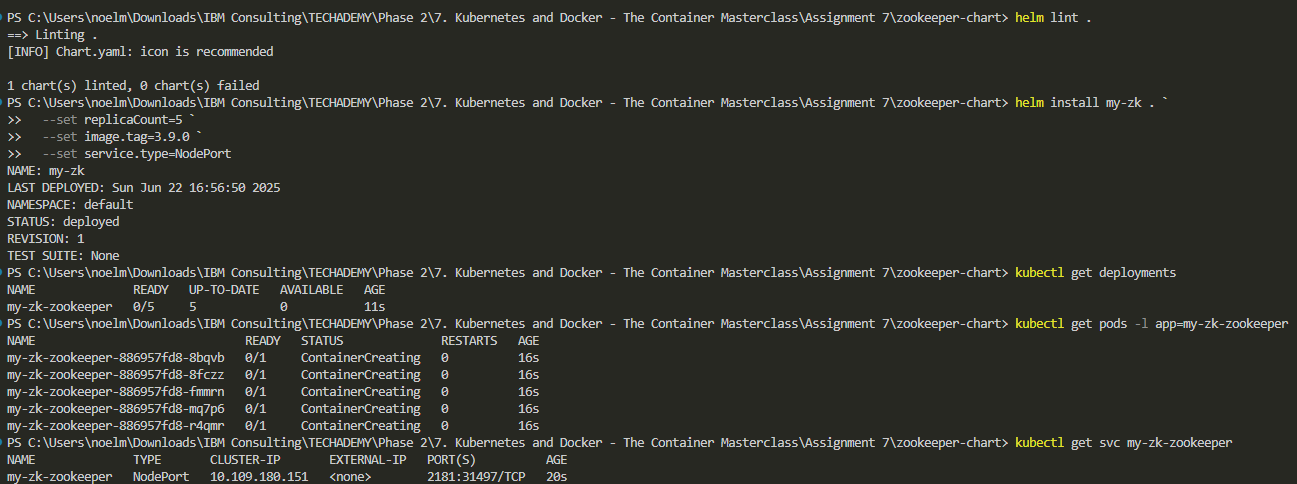 PS C:\Users\noelm\Downloads\IBM Consulting\TECHADEMY\Phase 2\7. Kubernetes and Docker - The Container Masterclass\Assignment 7\zookeeper-chart> helm lint .
==> Linting .
[INFO] Chart.yaml: icon is recommended
1 chart(s) linted, 0 chart(s) failed
PS C:\Users\noelm\Downloads\IBM Consulting\TECHADEMY\Phase 2\7. Kubernetes and Docker - The Container Masterclass\Assignment 7\zookeeper-chart> helm install my-zk . `
>>   --set replicaCount=5 `
>>   --set image.tag=3.9.0 `
>>   --set service.type=NodePort
NAME: my-zk
LAST DEPLOYED: Sun Jun 22 16:56:50 2025
NAMESPACE: default
STATUS: deployed
REVISION: 1
TEST SUITE: None
PS C:\Users\noelm\Downloads\IBM Consulting\TECHADEMY\Phase 2\7. Kubernetes and Docker - The Container Masterclass\Assignment 7\zookeeper-chart> kubectl get deployments
NAME              READY   UP-TO-DATE   AVAILABLE   AGE
my-zk-zookeeper   0/5     5            0           11s
PS C:\Users\noelm\Downloads\IBM Consulting\TECHADEMY\Phase 2\7. Kubernetes and Docker - The Container Masterclass\Assignment 7\zookeeper-chart> kubectl get pods -l app=my-zk-zookeeper
NAME                              READY   STATUS              RESTARTS   AGE
my-zk-zookeeper-886957fd8-8bqvb   0/1     ContainerCreating   0          16s
my-zk-zookeeper-886957fd8-8fczz   0/1     ContainerCreating   0          16s
my-zk-zookeeper-886957fd8-fmmrn   0/1     ContainerCreating   0          16s
my-zk-zookeeper-886957fd8-mq7p6   0/1     ContainerCreating   0          16s
my-zk-zookeeper-886957fd8-r4qmr   0/1     ContainerCreating   0          16s
PS C:\Users\noelm\Downloads\IBM Consulting\TECHADEMY\Phase 2\7. Kubernetes and Docker - The Container Masterclass\Assignment 7\zookeeper-chart> kubectl get svc my-zk-zookeeper
NAME              TYPE       CLUSTER-IP       EXTERNAL-IP   PORT(S)          AGE
my-zk-zookeeper   NodePort   10.109.180.151   <none>        2181:31497/TCP   20s